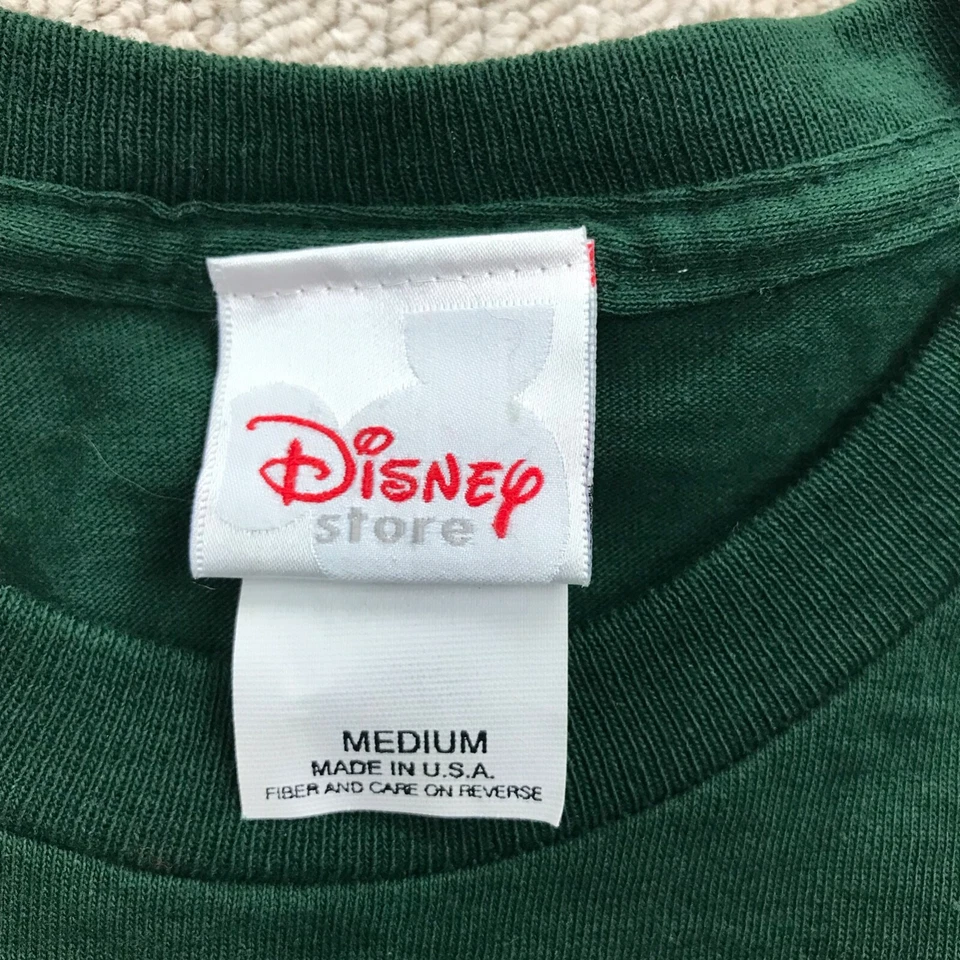 Disney
store
MEDIUM
MADE IN U.S.A.
FIBER AND CARE ON REVERSE